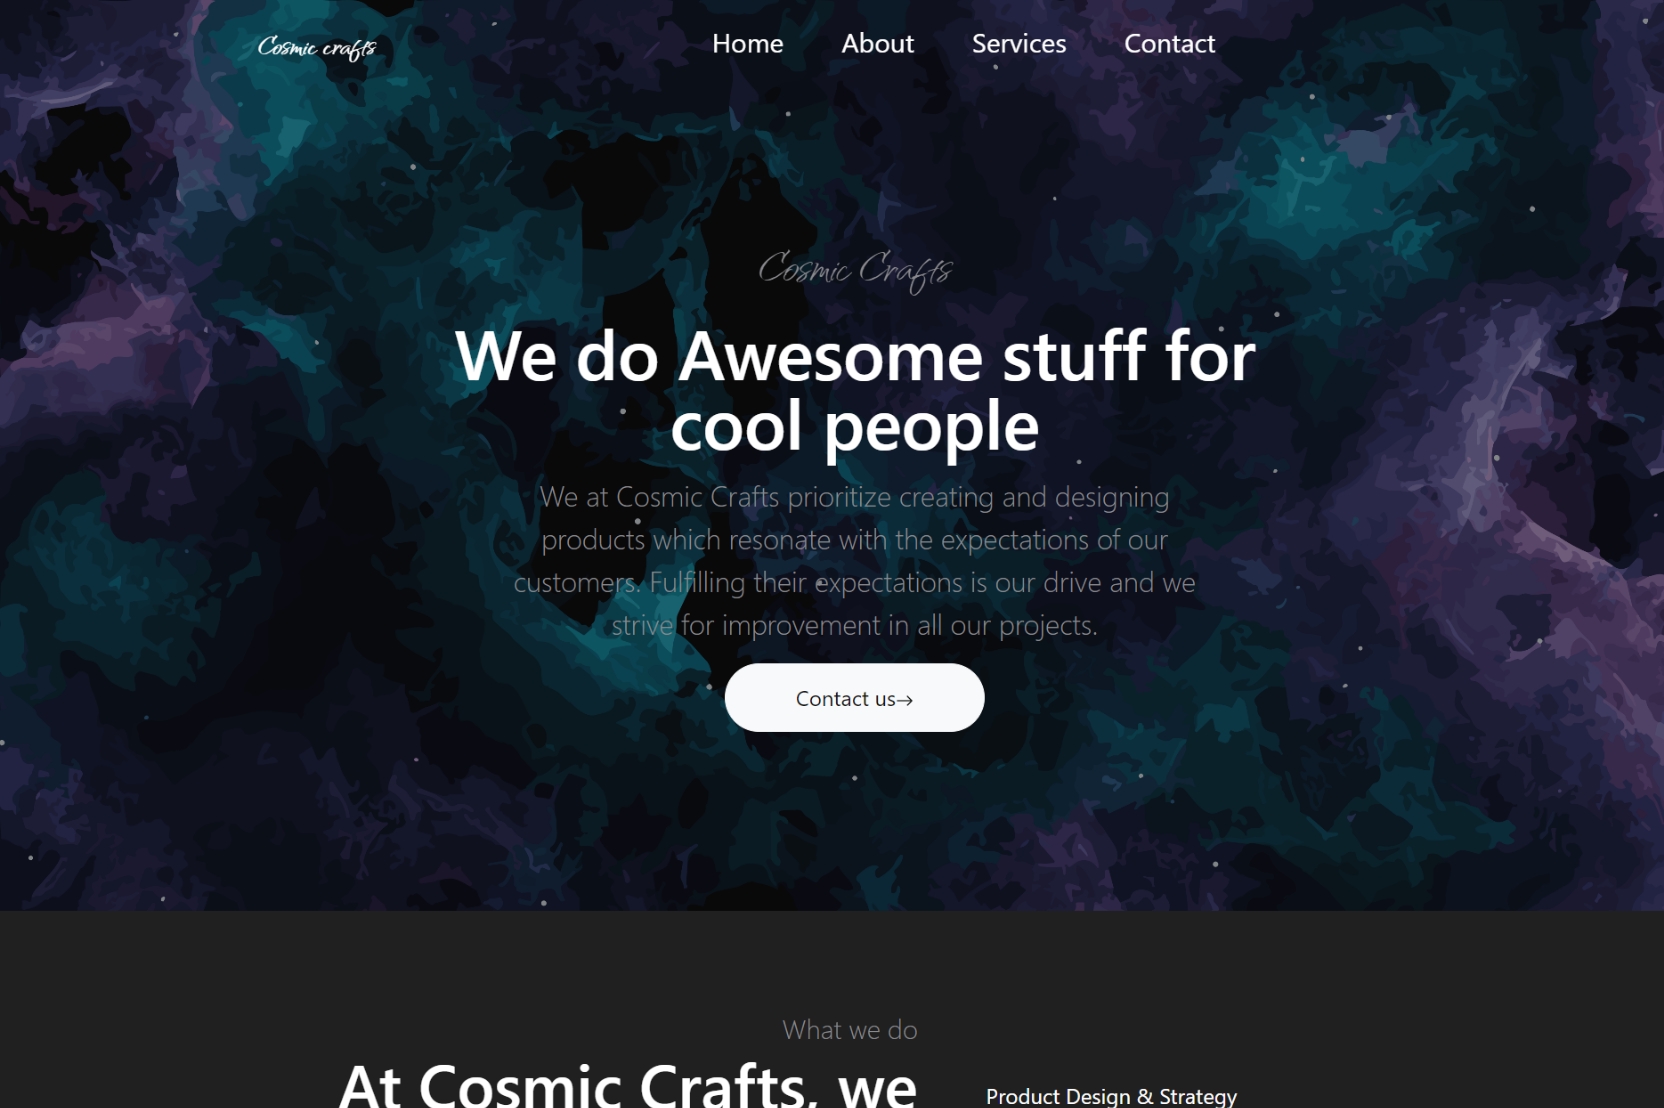 Cosmic crafts
Home About Services Contact
Cosmic Crafts
We do Awesome stuff for
cool people
We at Cosmic Crafts prioritize creating and designing
products which resonate with the expectations of our
customers. Fulfilling their expectations is our drive and we
strive for improvement in all our projects.
Contact us→
What we do
At Cosmic Crafts, we
Product Design & Strategy